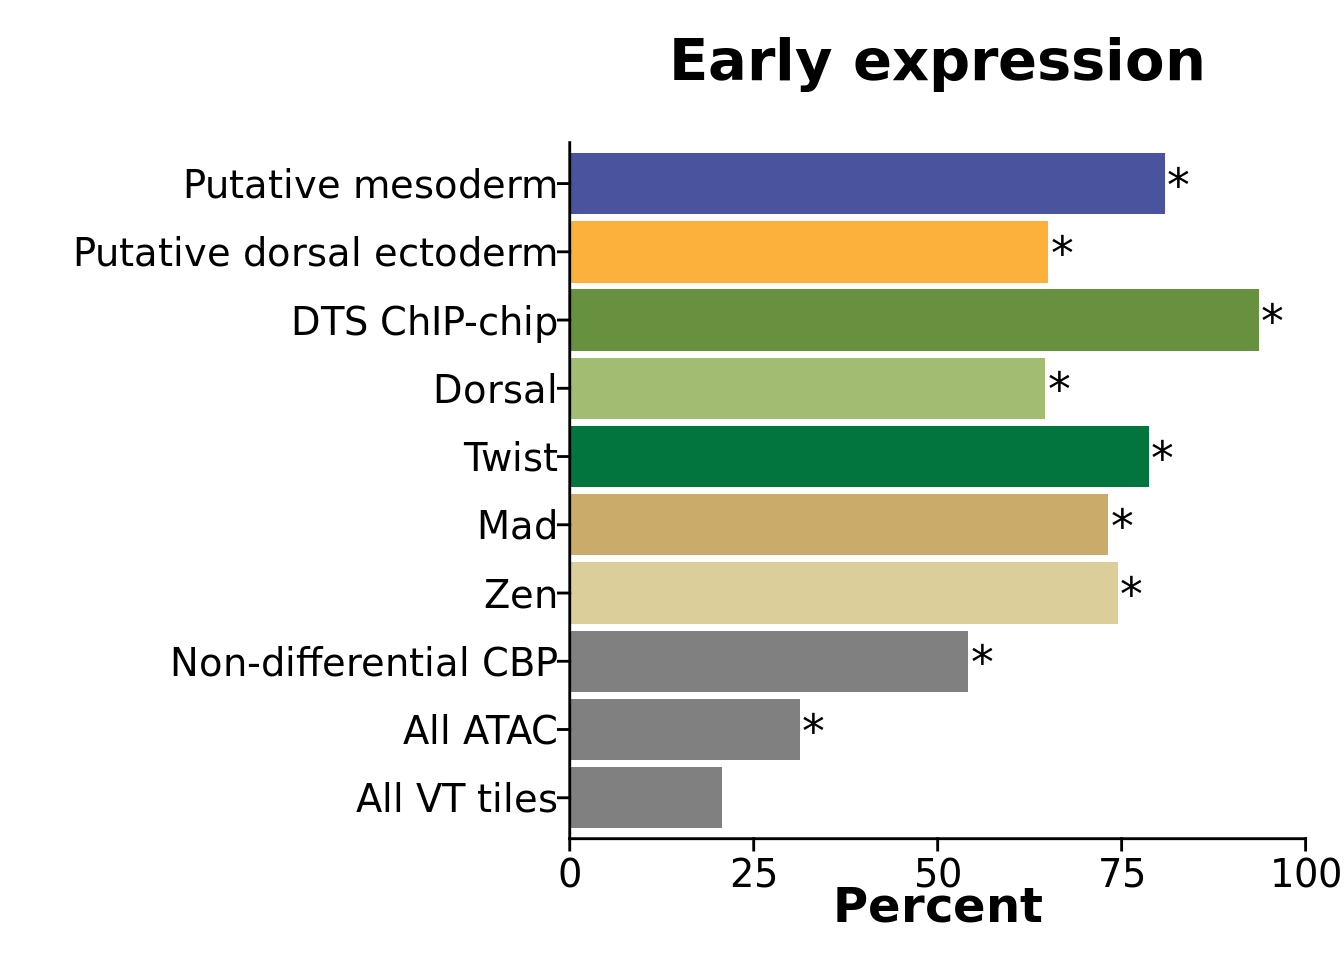 Early expression
Putative mesoderm *
Putative dorsal ectoderm *
DTS ChIP-chip *
Dorsal *
Twist *
Mad *
Zen *
Non-differential CBP *
All ATAC *
All VT tiles
0 25 50 75 100
Percent